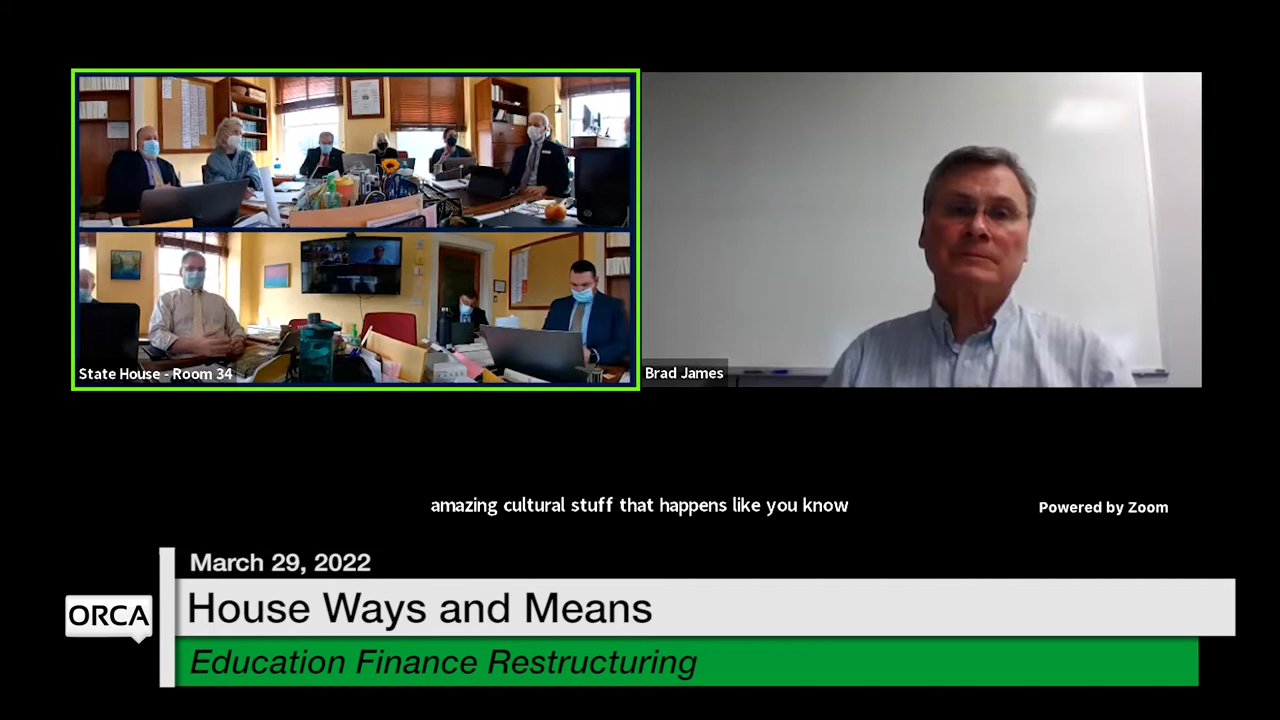 State House - Room 34
Brad James
amazing cultural stuff that happens like you know
Powered by Zoom
March 29, 2022
ORCA
House Ways and Means
Education Finance Restructuring